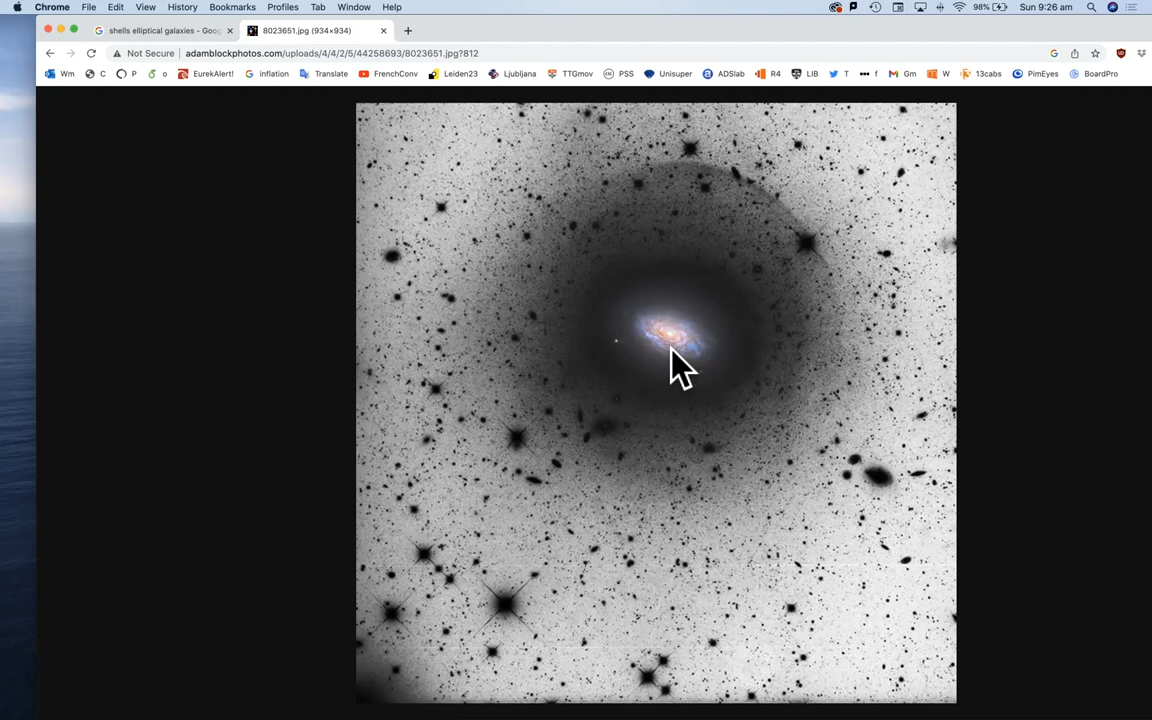 Chrome File Edit View History Bookmarks Profiles Tab Window Help 98% Sun 9:26 am
shells elliptical galaxies - Goog 8023651.jpg (934×934)
Not Secure adamblockphotos.com/uploads/4/4/2/5/44258693/8023651.jpg?812
Wm C P o EurekAlert! inflation Translate FrenchConv Leiden23 Ljubljana TTGmov PSS Unisuper ADSlab R4 LIB T f Gm W 13cabs PimEyes BoardPro